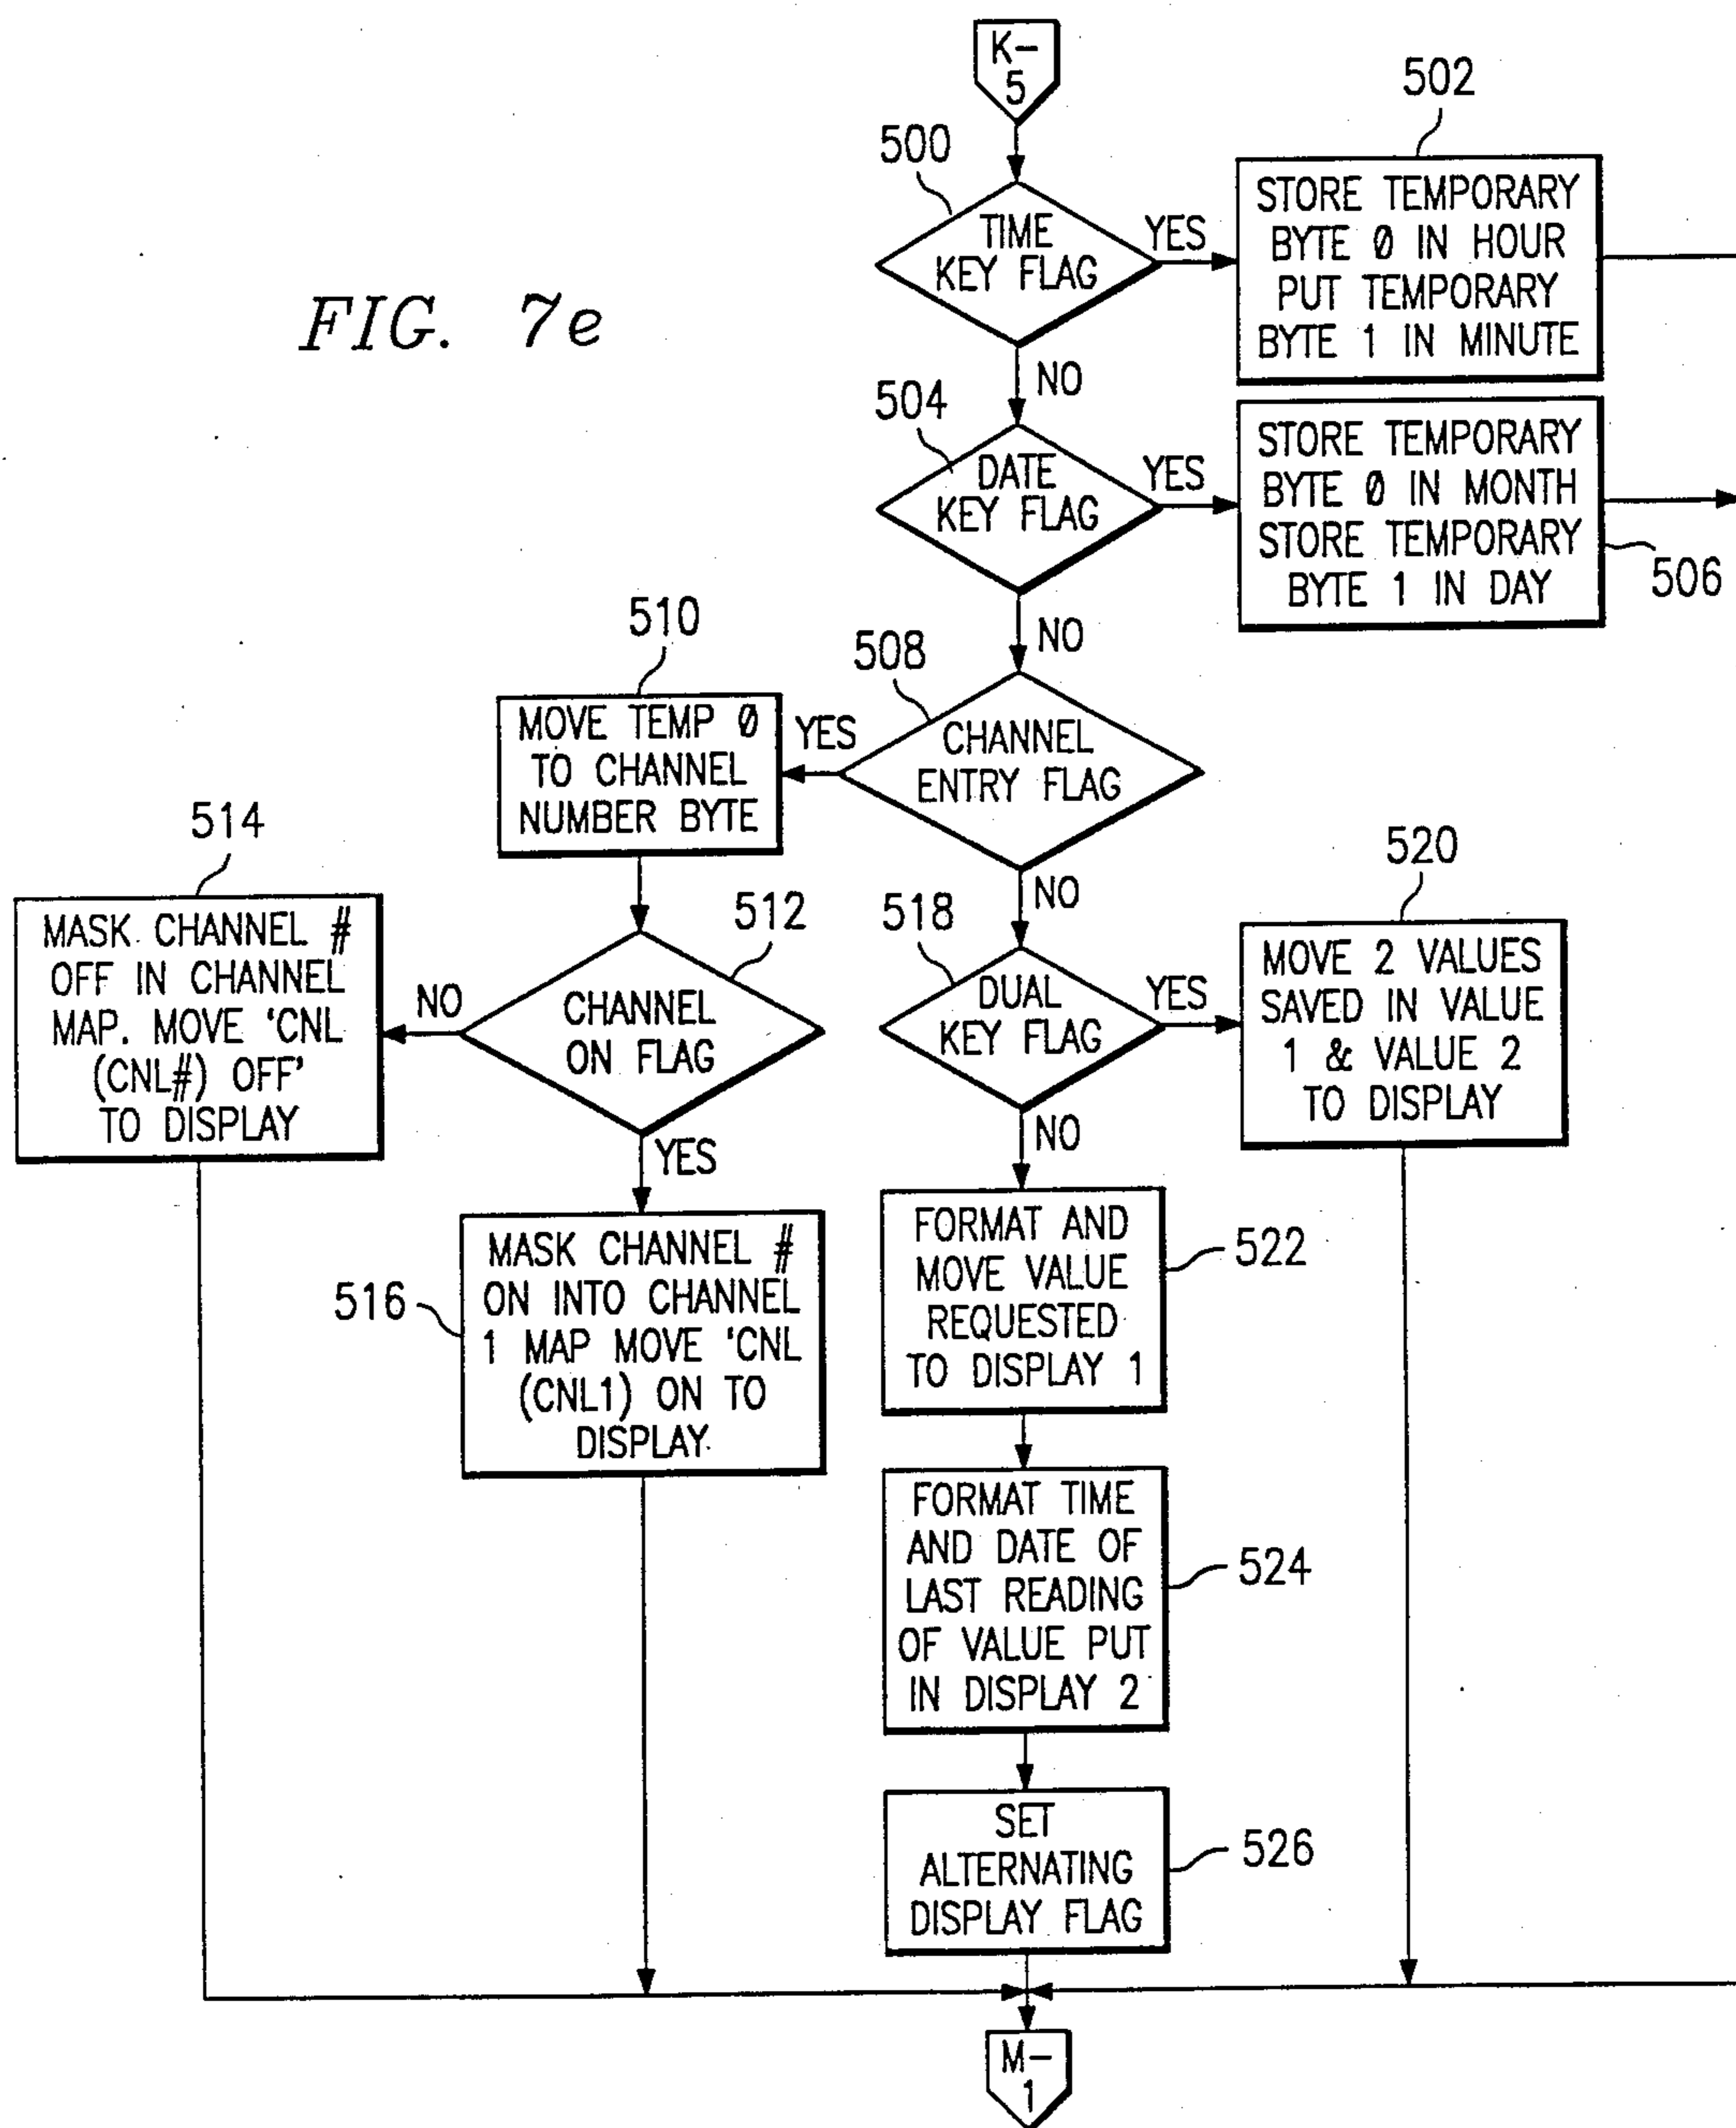 K-
5
500
502
TIME
KEY FLAG
YES
STORE TEMPORARY
BYTE Ø IN HOUR
PUT TEMPORARY
BYTE 1 IN MINUTE
FIG. 7e
NO
504
DATE
KEY FLAG
YES
STORE TEMPORARY
BYTE Ø IN MONTH
STORE TEMPORARY
BYTE 1 IN DAY
506
NO
508
510
CHANNEL
ENTRY FLAG
YES
MOVE TEMP Ø
TO CHANNEL
NUMBER BYTE
NO
512
CHANNEL
ON FLAG
NO
514
MASK CHANNEL #
OFF IN CHANNEL
MAP. MOVE 'CNL
(CNL#) OFF'
TO DISPLAY
YES
516
MASK CHANNEL #
ON INTO CHANNEL
1 MAP MOVE 'CNL
(CNL1) ON TO
DISPLAY
518
DUAL
KEY FLAG
YES
520
MOVE 2 VALUES
SAVED IN VALUE
1 & VALUE 2
TO DISPLAY
NO
FORMAT AND
MOVE VALUE
REQUESTED
TO DISPLAY 1
522
FORMAT TIME
AND DATE OF
LAST READING
OF VALUE PUT
IN DISPLAY 2
524
SET
ALTERNATING
DISPLAY FLAG
526
M-
1